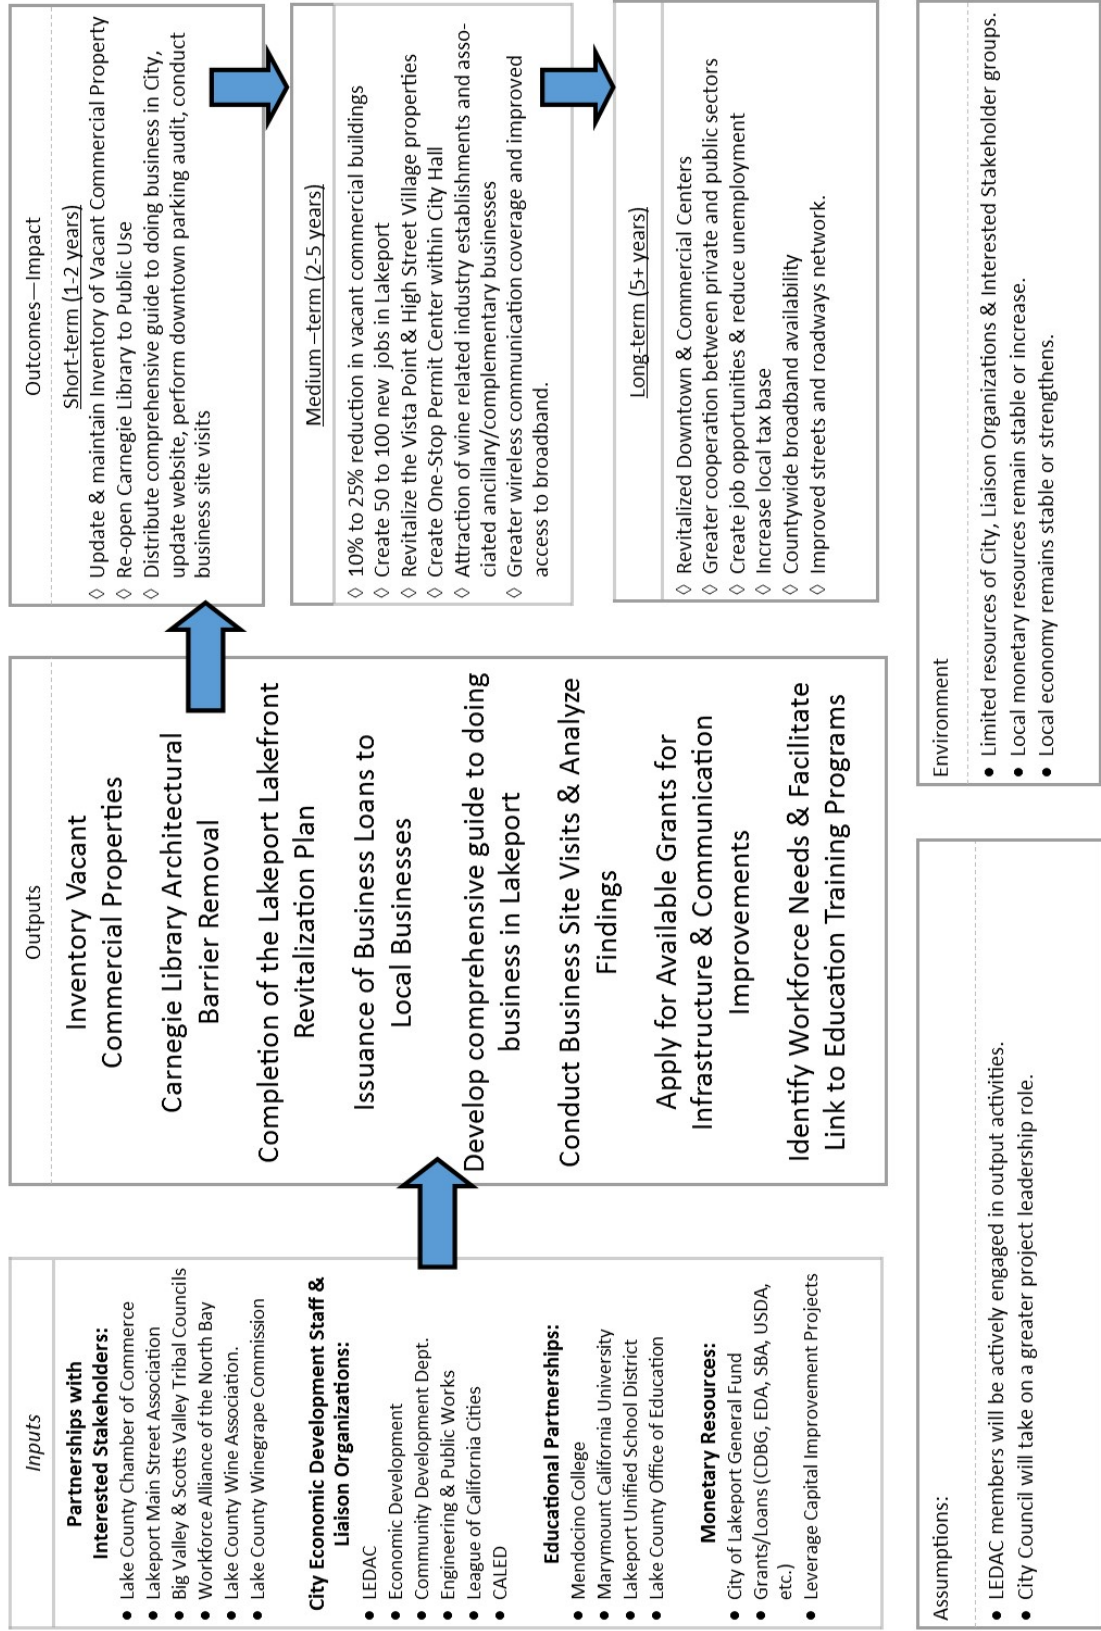 Inputs
Partnerships with
Interested Stakeholders:
● Lake County Chamber of Commerce
● Lakeport Main Street Association
● Big Valley & Scotts Valley Tribal Councils
● Workforce Alliance of the North Bay
● Lake County Wine Association.
● Lake County Winegrape Commission
City Economic Development Staff &
Liaison Organizations:
● LEDAC
● Economic Development
● Community Development Dept.
● Engineering & Public Works
● League of California Cities
● CALED
Educational Partnerships:
● Mendocino College
● Marymount California University
● Lakeport Unified School District
● Lake County Office of Education
Monetary Resources:
● City of Lakeport General Fund
● Grants/Loans (CDBG, EDA, SBA, USDA,
etc.)
● Leverage Capital Improvement Projects
Outputs
Inventory Vacant
Commercial Properties
Carnegie Library Architectural
Barrier Removal
Completion of the Lakeport Lakefront
Revitalization Plan
Issuance of Business Loans to
Local Businesses
Develop comprehensive guide to doing
business in Lakeport
Conduct Business Site Visits & Analyze
Findings
Apply for Available Grants for
Infrastructure & Communication
Improvements
Identify Workforce Needs & Facilitate
Link to Education Training Programs
Outcomes—Impact
Short-term (1-2 years)
◊ Update & maintain Inventory of Vacant Commercial Property
◊ Re-open Carnegie Library to Public Use
◊ Distribute comprehensive guide to doing business in City,
update website, perform downtown parking audit, conduct
business site visits
Medium –term (2-5 years)
◊ 10% to 25% reduction in vacant commercial buildings
◊ Create 50 to 100 new jobs in Lakeport
◊ Revitalize the Vista Point & High Street Village properties
◊ Create One-Stop Permit Center within City Hall
◊ Attraction of wine related industry establishments and asso-
ciated ancillary/complementary businesses
◊ Greater wireless communication coverage and improved
access to broadband.
Long-term (5+ years)
◊ Revitalized Downtown & Commercial Centers
◊ Greater cooperation between private and public sectors
◊ Create job opportunities & reduce unemployment
◊ Increase local tax base
◊ Countywide broadband availability
◊ Improved streets and roadways network.
Assumptions:
● LEDAC members will be actively engaged in output activities.
● City Council will take on a greater project leadership role.
Environment
● Limited resources of City, Liaison Organizations & Interested Stakeholder groups.
● Local monetary resources remain stable or increase.
● Local economy remains stable or strengthens.